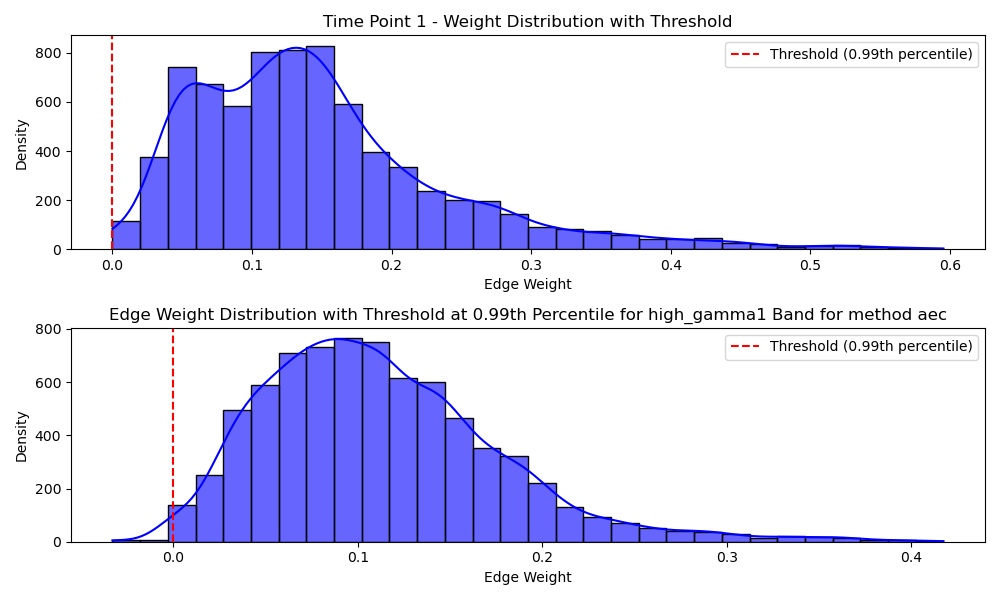 Time Point 1 - Weight Distribution with Threshold
Threshold (0.99th percentile)
Density
800
600
400
200
0
0.0 0.1 0.2 0.3 0.4 0.5 0.6
Edge Weight
Edge Weight Distribution with Threshold at 0.99th Percentile for high_gamma1 Band for method aec
Threshold (0.99th percentile)
Density
800
600
400
200
0
0.0 0.1 0.2 0.3 0.4
Edge Weight